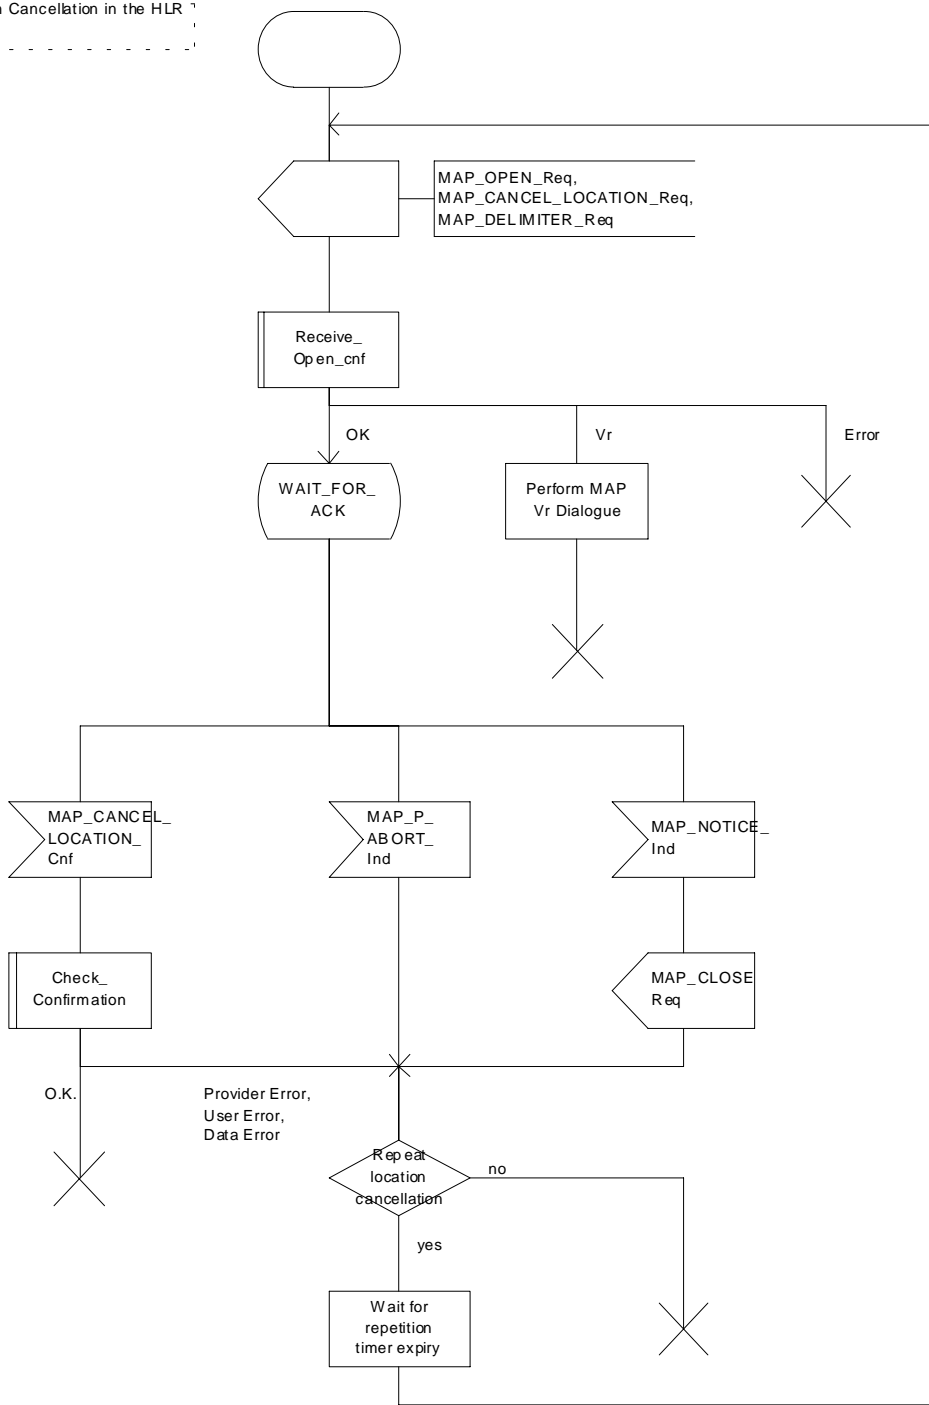 n Cancellation in the HLR
MAP_OPEN_Req,
MAP_CANCEL_LOCATION_Req,
MAP_DELIMITER_Req
Receive_
Open_cnf
OK
Vr
Error
WAIT_FOR_
ACK
Perform MAP
Vr Dialogue
MAP_CANCEL_
LOCATION_
Cnf
MAP_P_
ABORT_
Ind
MAP_NOTICE_
Ind
Check_
Confirmation
MAP_CLOSE
Req
O.K.
Provider Error,
User Error,
Data Error
Repeat
location
cancellation
no
yes
Wait for
repetition
timer expiry